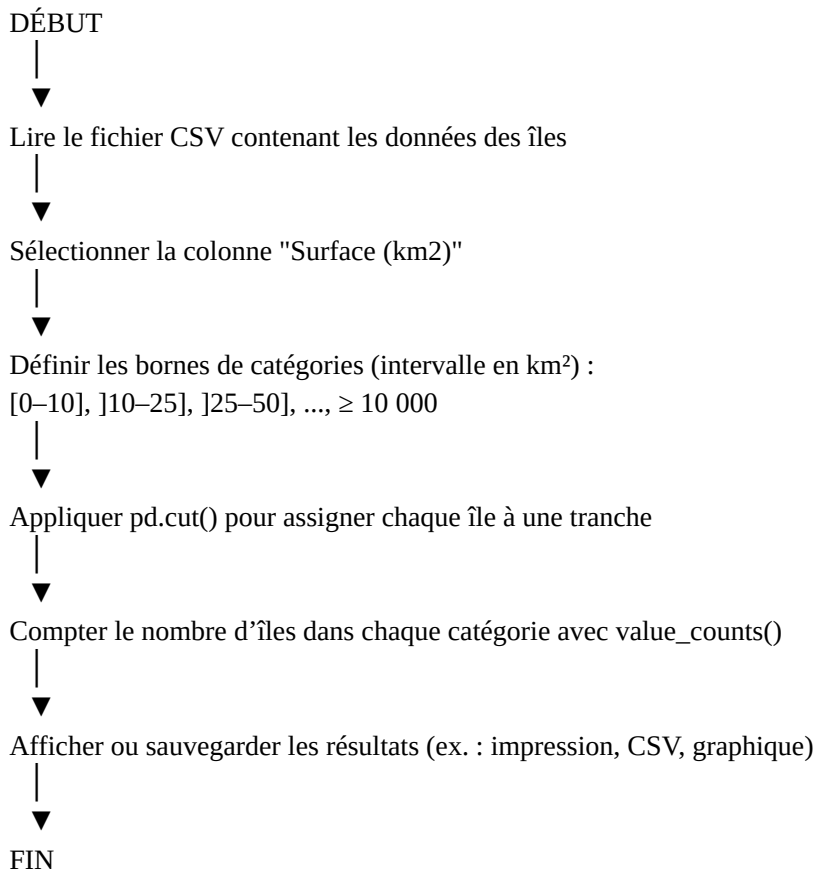 DÉBUT
Lire le fichier CSV contenant les données des îles
Sélectionner la colonne "Surface (km2)"
Définir les bornes de catégories (intervalle en km²) :
[0–10], ]10–25], ]25–50], ..., ≥ 10 000
Appliquer pd.cut() pour assigner chaque île à une tranche
Compter le nombre d’îles dans chaque catégorie avec value_counts()
Afficher ou sauvegarder les résultats (ex. : impression, CSV, graphique)
FIN